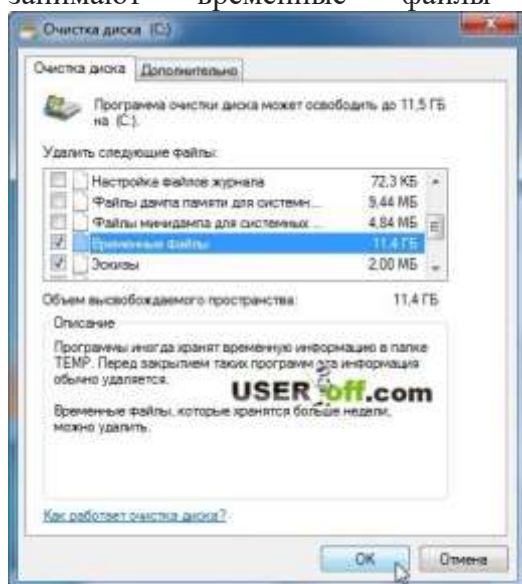 занимают временные файлы
Очистка диска (C:)
Очистка диска Дополнительно
Программа очистки диска может освободить до 11,5 ГБ
на (C:).
Удалить следующие файлы:
Настройка файлов журнала 72,3 КБ
Файлы дампа памяти для системн... 9,44 МБ
Файлы минидампа для системных ... 4,84 МБ
Временные файлы 11,4 ГБ
Эскизы 2,00 МБ
Объем высвобождаемого пространства: 11,4 ГБ
Описание
Программы иногда хранят временную информацию в папке
TEMP. Перед закрытием таких программ эта информация
обычно удаляется.
USER off.com
Временные файлы, которые хранятся больше недели,
можно удалить.
Как работает очистка диска?
OK Отмена